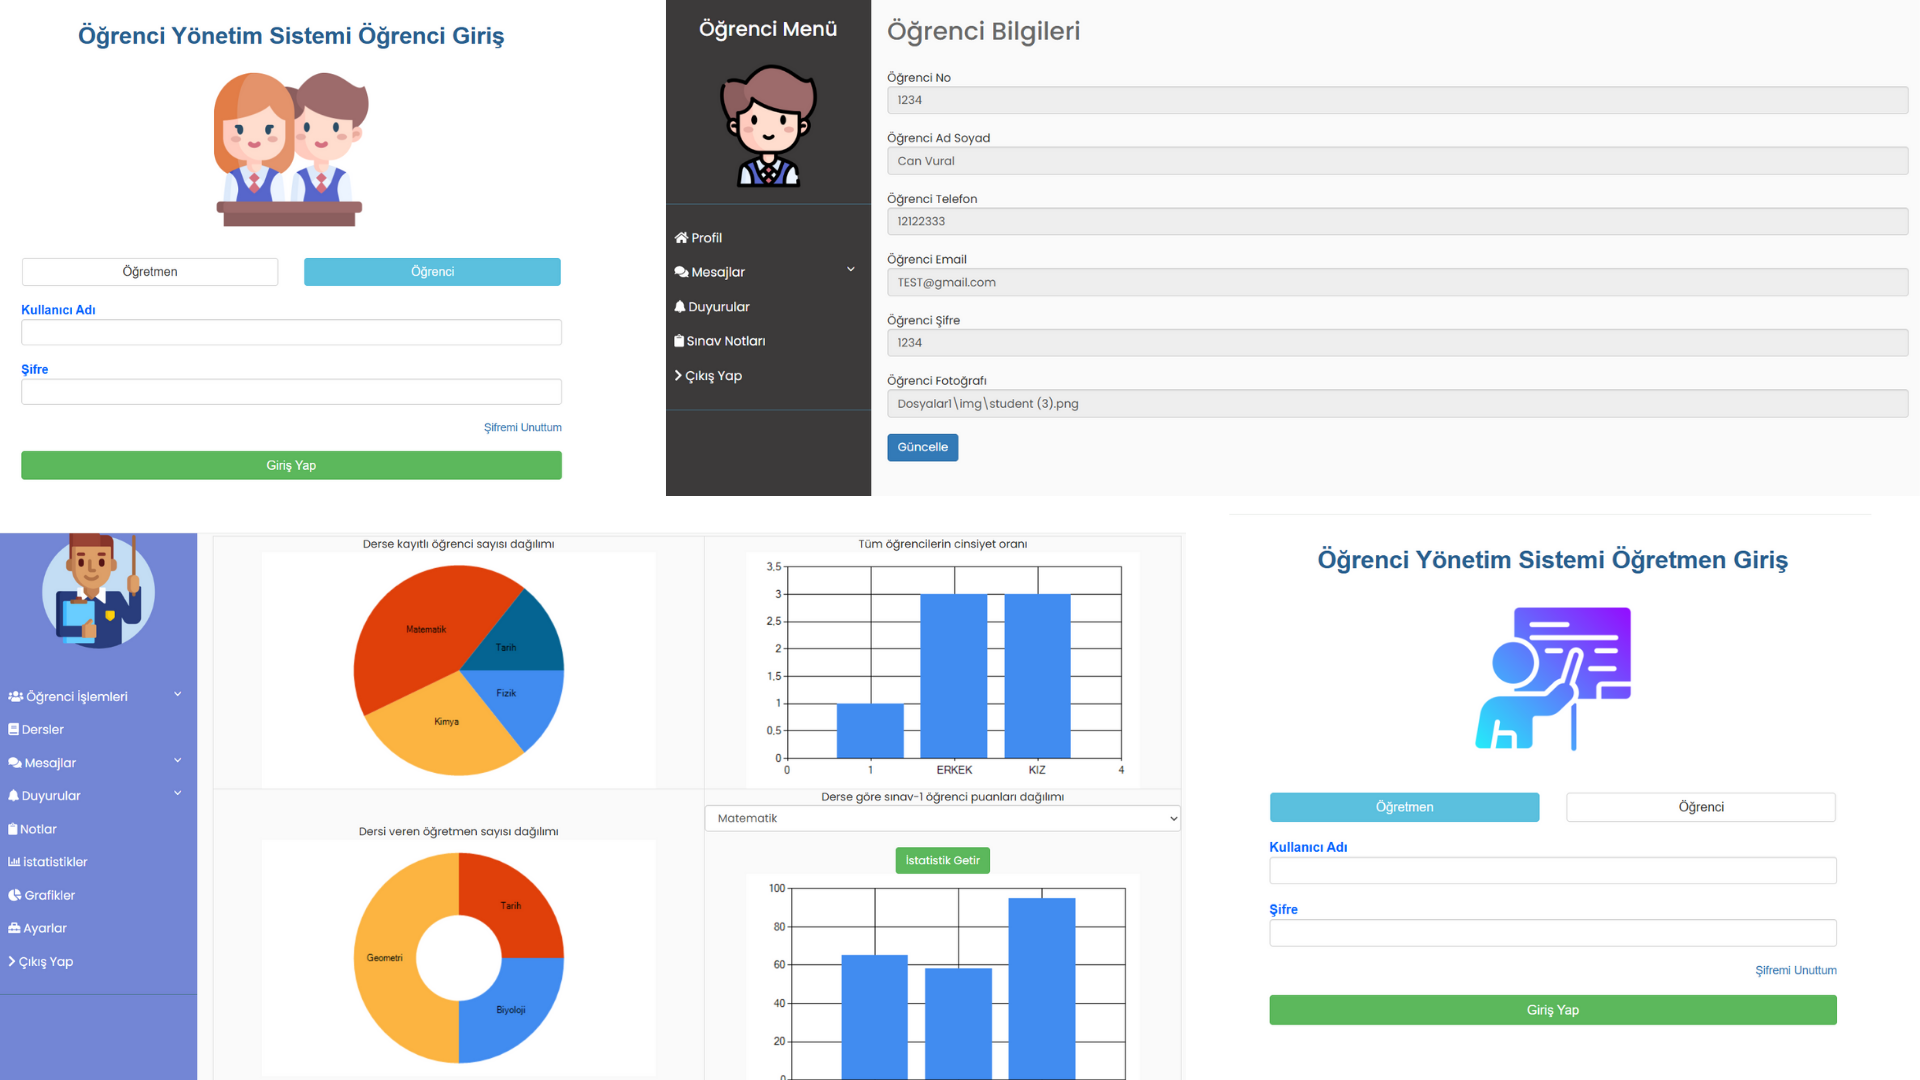 Öğrenci Yönetim Sistemi Öğrenci Giriş
Öğretmen
Öğrenci
Kullanıcı Adı
Şifre
Şifremi Unuttum
Giriş Yap
Öğrenci Menü
Profil
Mesajlar
Duyurular
Sınav Notları
Çıkış Yap
Öğrenci Bilgileri
Öğrenci No
1234
Öğrenci Ad Soyad
Can Vural
Öğrenci Telefon
12122333
Öğrenci Email
TEST@gmail.com
Öğrenci Şifre
1234
Öğrenci Fotoğrafı
Dosyalar1\img\student (3).png
Güncelle
Öğrenci İşlemleri
Dersler
Mesajlar
Duyurular
Notlar
istatistikler
Grafikler
Ayarlar
Çıkış Yap
Derse kayıtlı öğrenci sayısı dağılımı
Matematik
Tarih
Fizik
Kimya
Tüm öğrencilerin cinsiyet oranı
3.5
3
2.5
2
1.5
1
0.5
0
0 1 ERKEK KIZ 4
Dersi veren öğretmen sayısı dağılımı
Tarih
Geometri
Biyoloji
Derse göre sınav-1 öğrenci puanları dağılımı
Matematik
İstatistik Getir
100
80
60
40
20
0
Öğrenci Yönetim Sistemi Öğretmen Giriş
Öğretmen
Öğrenci
Kullanıcı Adı
Şifre
Şifremi Unuttum
Giriş Yap